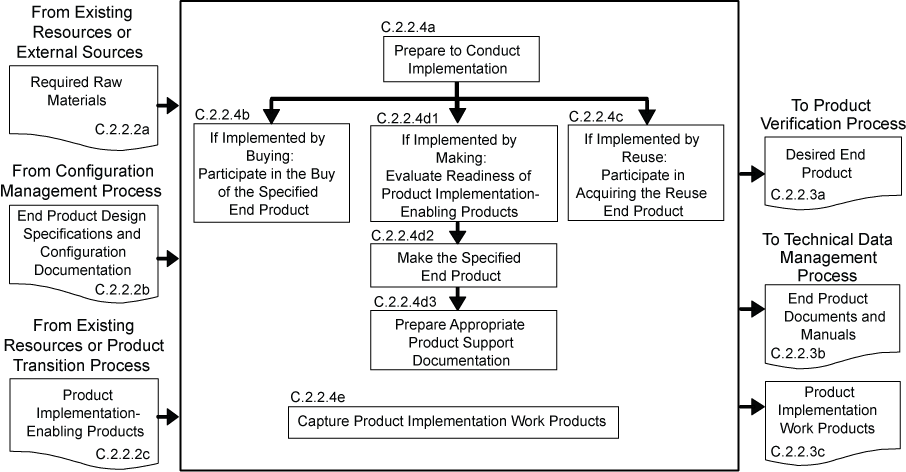 From Existing
Resources or
External Sources
Required Raw
Materials
C.2.2.2a
From Configuration
Management Process
End Product Design
Specifications and
Configuration
Documentation
C.2.2.2b
From Existing
Resources or Product
Transition Process
Product
Implementation-
Enabling Products
C.2.2.2c
C.2.2.4a
Prepare to Conduct
Implementation
C.2.2.4b
If Implemented by
Buying:
Participate in the Buy
of the Specified
End Product
C.2.2.4d1
If Implemented by
Making:
Evaluate Readiness of
Product Implementation-
Enabling Products
C.2.2.4c
If Implemented by
Reuse:
Participate in
Acquiring the Reuse
End Product
C.2.2.4d2
Make the Specified
End Product
C.2.2.4d3
Prepare Appropriate
Product Support
Documentation
C.2.2.4e
Capture Product Implementation Work Products
To Product
Verification Process
Desired End
Product
C.2.2.3a
To Technical Data
Management
Process
End Product
Documents and
Manuals
C.2.2.3b
Product
Implementation
Work Products
C.2.2.3c